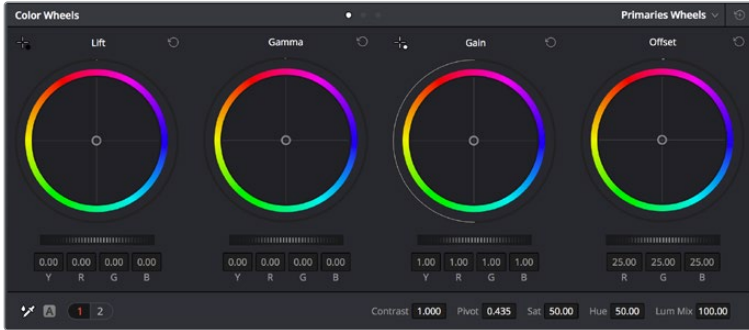 Color Wheels Primaries Wheels
Lift Gamma Gain Offset
0.00 0.00 0.00 0.00 0.00 0.00 0.00 0.00 1.00 1.00 1.00 1.00 25.00 25.00 25.00
Y R G B Y R G B Y R G B R G B
A 1 2 Contrast 1.000 Pivot 0.435 Sat 50.00 Hue 50.00 Lum Mix 100.00